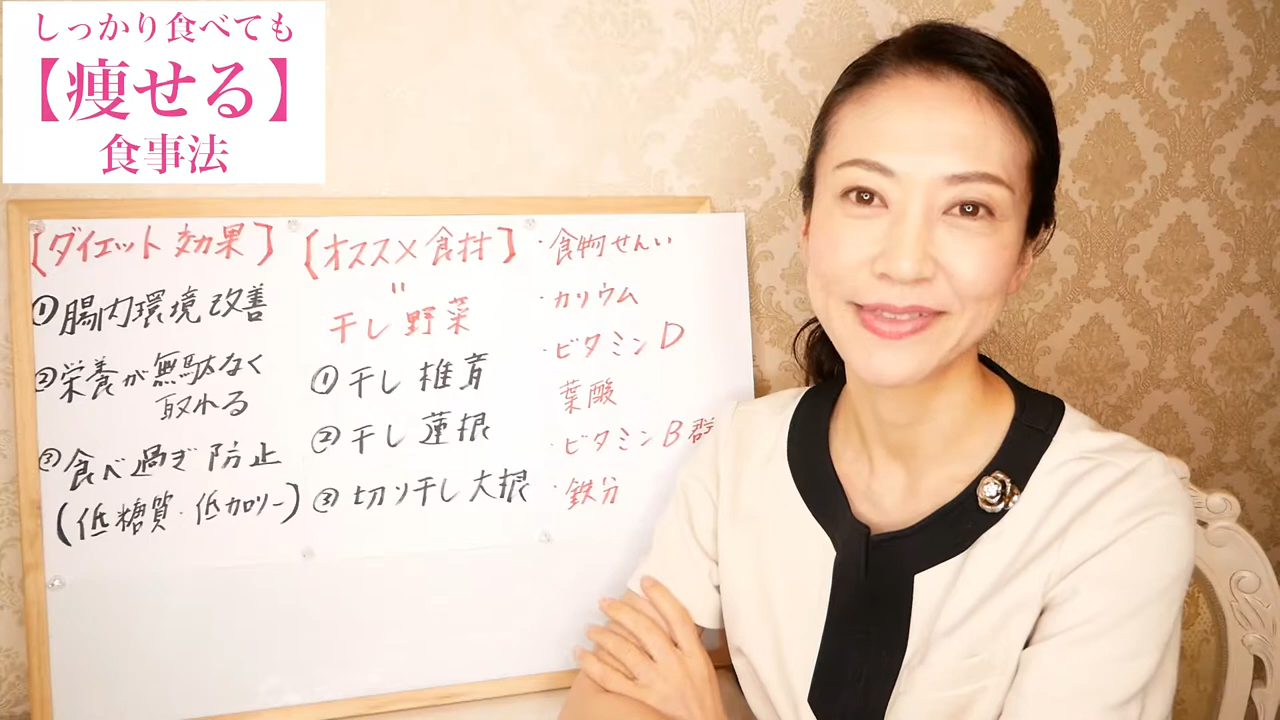 しっかり食べても
【痩せる】
食事法
[ダイエット 効果]
①腸内環境改善
②栄養が無駄なく
取れる
③食べ過ぎ防止
(低糖質・低カロリー)
[オススメ食材]
"
干し野菜
①干し椎茸
②干し蓮根
③切り干し大根
・食物せんい
・カリウム
・ビタミンD
葉酸
・ビタミンB群
・鉄分